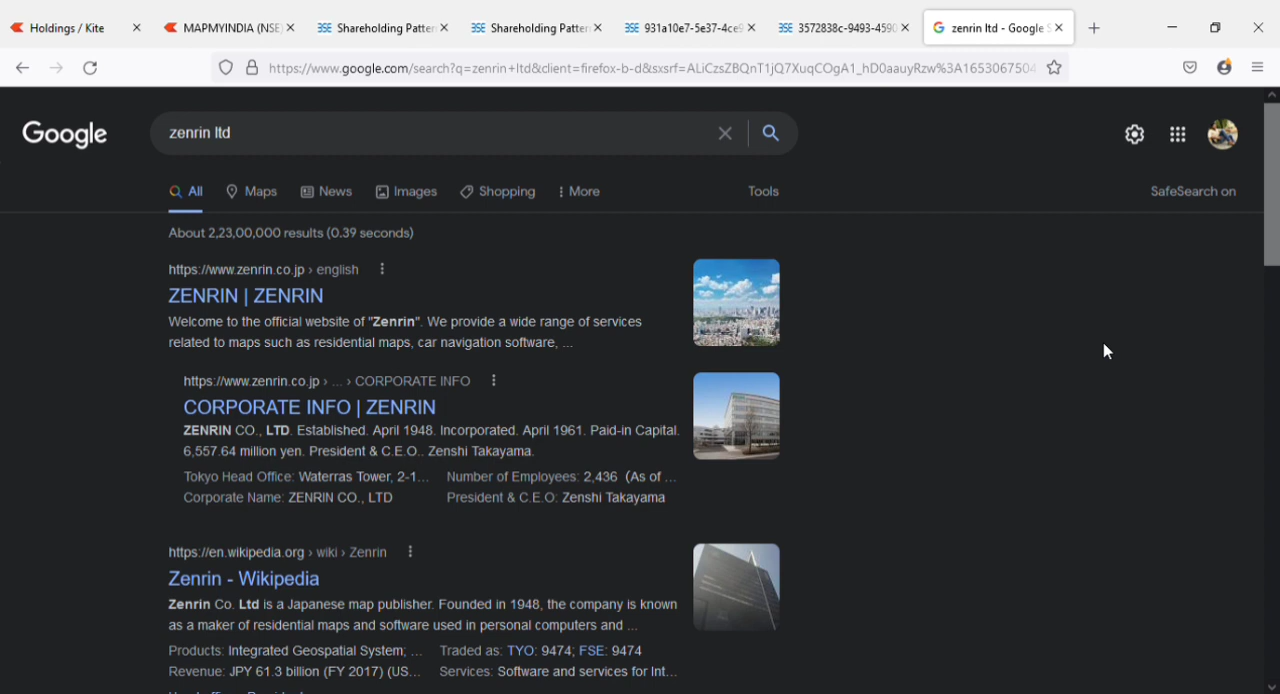 Holdings / Kite
MAPMYINDIA (NSE)
Shareholding Pattern
Shareholding Pattern
931a10e7-5e37-4ce9
3572838c-9493-4590
zenrin ltd - Google S
https://www.google.com/search?q=zenrin+ltd&client=firefox-b-d&sxsrf=ALiCzsZBQnT1jQ7XuqCOgA1_hD0aauyRzw%3A1653067504
Google
zenrin ltd
All Maps News Images Shopping More Tools SafeSearch on
About 2,23,00,000 results (0.39 seconds)
https://www.zenrin.co.jp › english
ZENRIN | ZENRIN
Welcome to the official website of "Zenrin". We provide a wide range of services
related to maps such as residential maps, car navigation software, ...
https://www.zenrin.co.jp › ... › CORPORATE INFO
CORPORATE INFO | ZENRIN
ZENRIN CO., LTD. Established. April 1948. Incorporated. April 1961. Paid-in Capital.
6,557.64 million yen. President & C.E.O.. Zenshi Takayama.
Tokyo Head Office: Waterras Tower, 2-1... Number of Employees: 2,436 (As of ...
Corporate Name: ZENRIN CO., LTD President & C.E.O: Zenshi Takayama
https://en.wikipedia.org › wiki › Zenrin
Zenrin - Wikipedia
Zenrin Co. Ltd is a Japanese map publisher. Founded in 1948, the company is known
as a maker of residential maps and software used in personal computers and ...
Products: Integrated Geospatial System; ... Traded as: TYO: 9474; FSE: 9474
Revenue: JPY 61.3 billion (FY 2017) (US... Services: Software and services for Int...